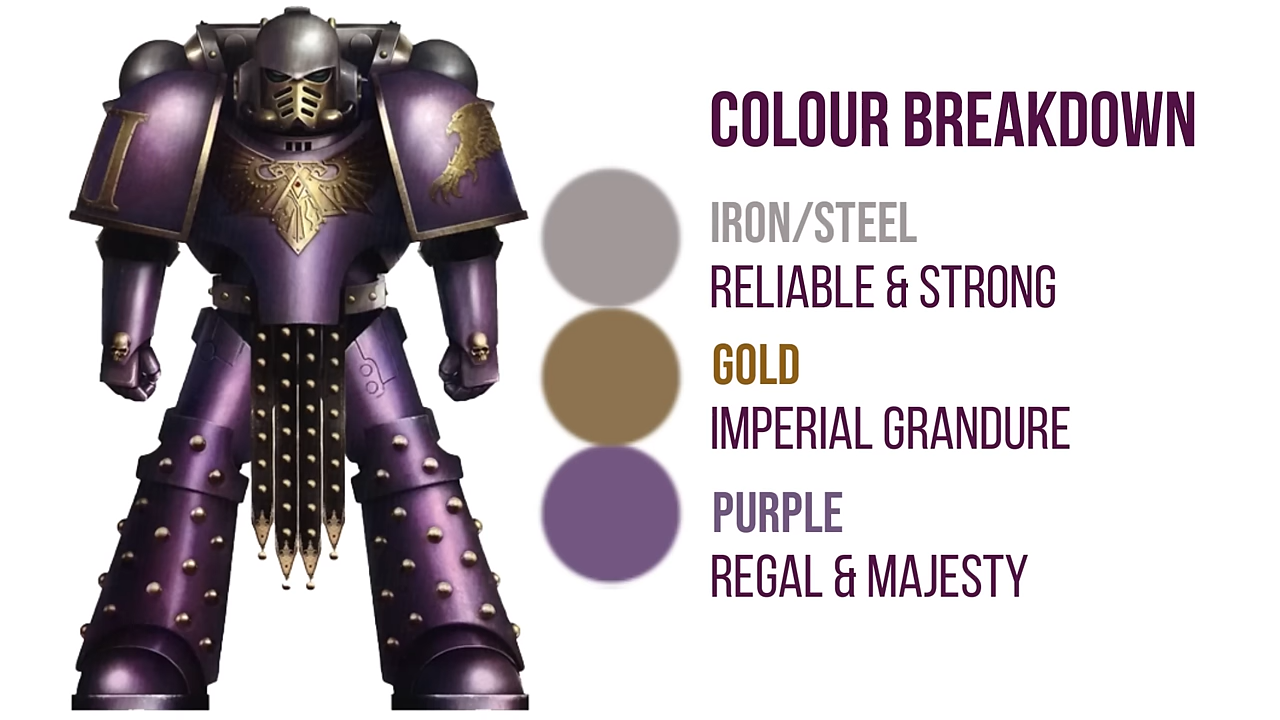 I
COLOUR BREAKDOWN
IRON/STEEL
RELIABLE & STRONG
GOLD
IMPERIAL GRANDURE
PURPLE
REGAL & MAJESTY